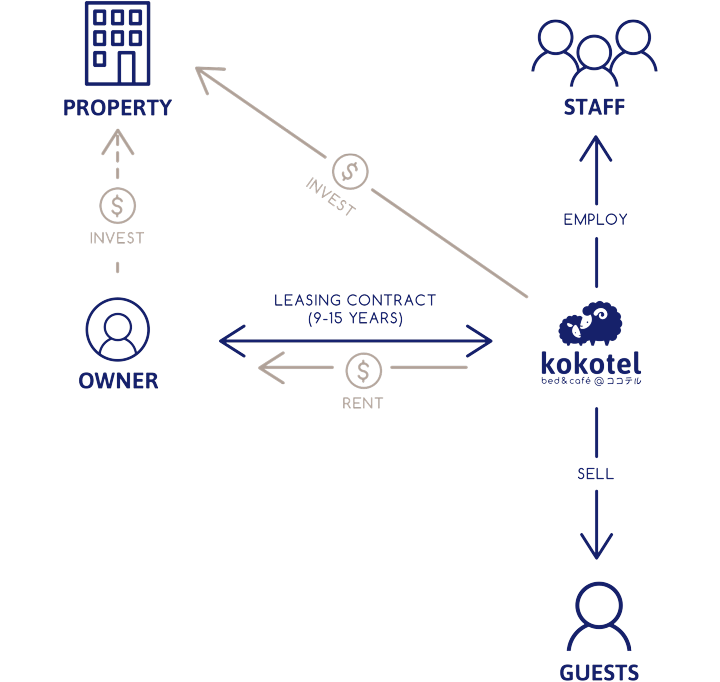 PROPERTY
STAFF
$
INVEST
EMPLOY
$
INVEST
LEASING CONTRACT
(9-15 YEARS)
OWNER
$
RENT
kokotel
bed&café @ ココテル
SELL
GUESTS